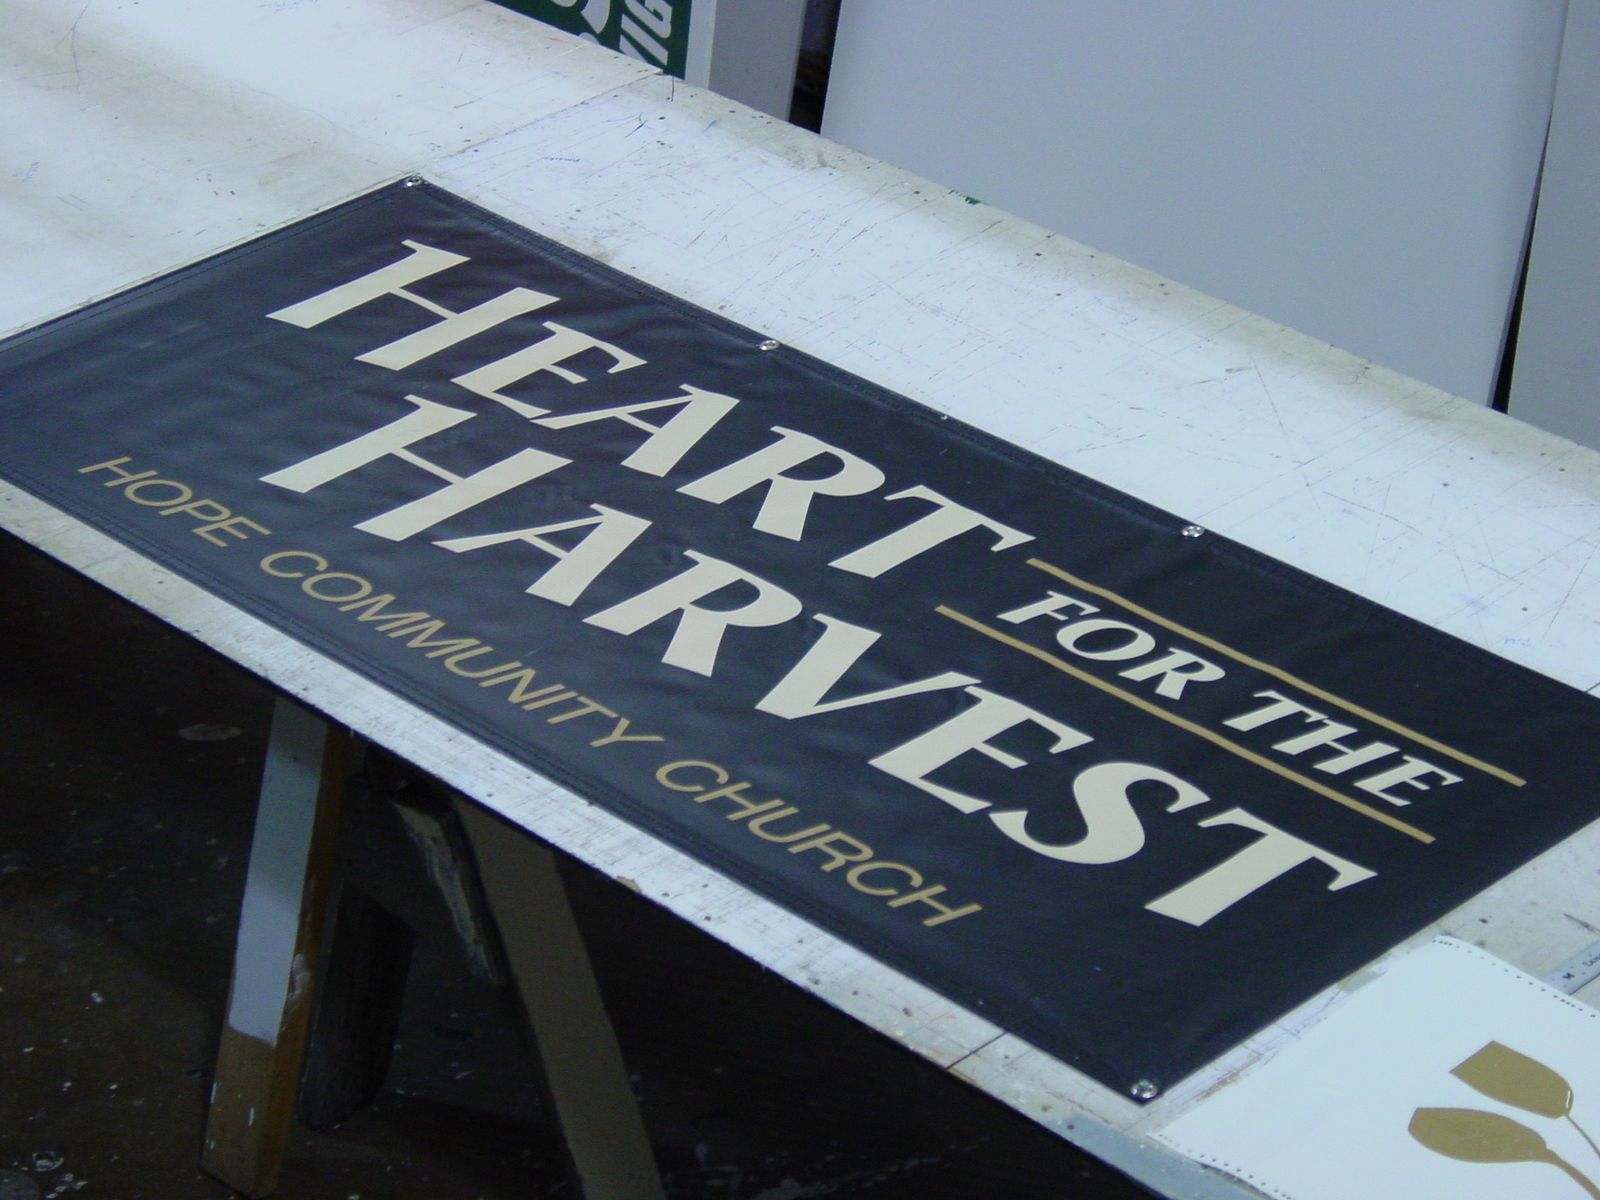 HEART FOR THE
HARVEST
HOPE COMMUNITY CHURCH